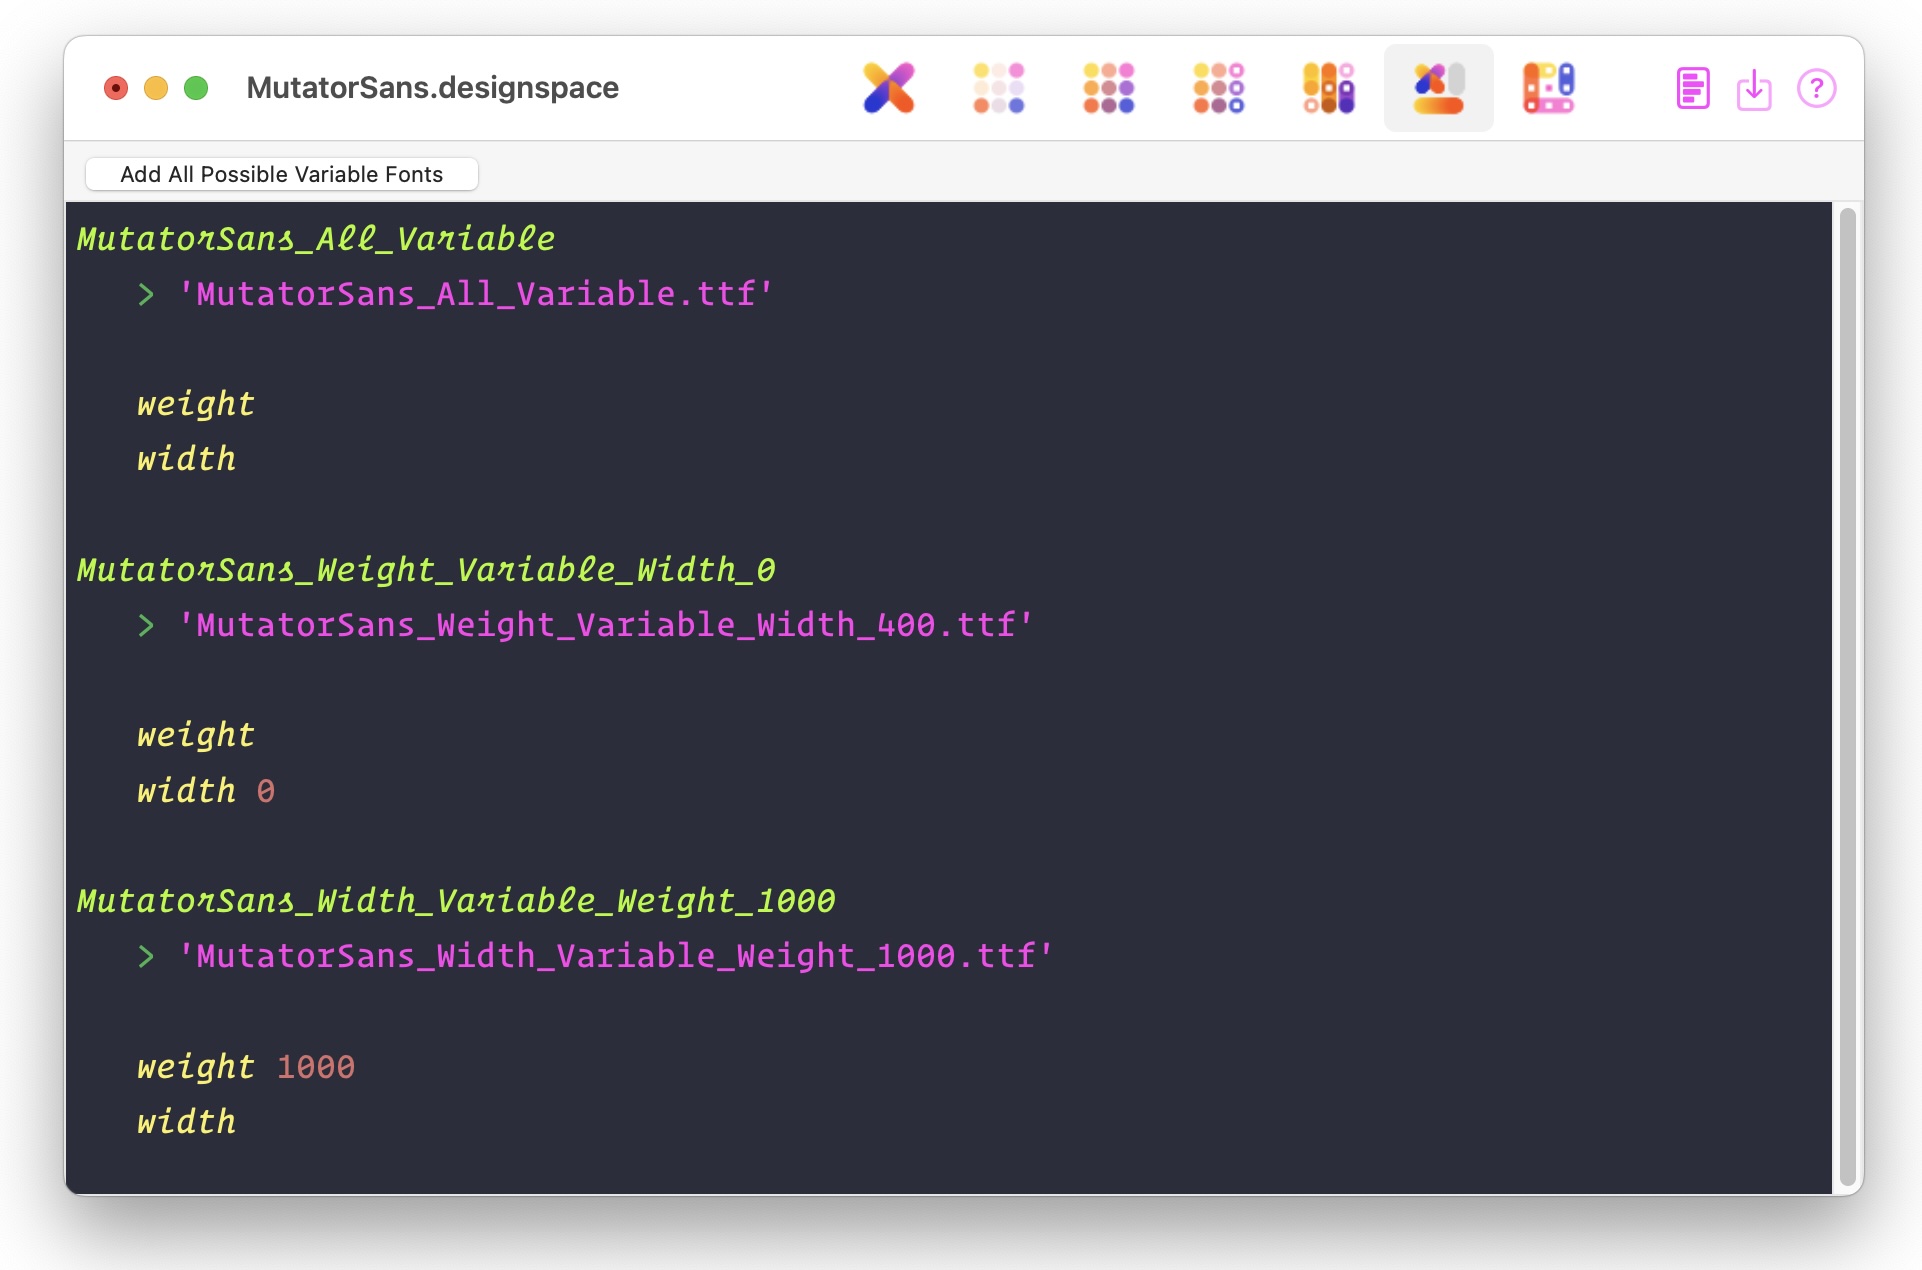 MutatorSans.designspace
?
Add All Possible Variable Fonts
MutatorSans_All_Variable
> 'MutatorSans_All_Variable.ttf'
weight
width
MutatorSans_Weight_Variable_Width_0
> 'MutatorSans_Weight_Variable_Width_400.ttf'
weight
width 0
MutatorSans_Width_Variable_Weight_1000
> 'MutatorSans_Width_Variable_Weight_1000.ttf'
weight 1000
width